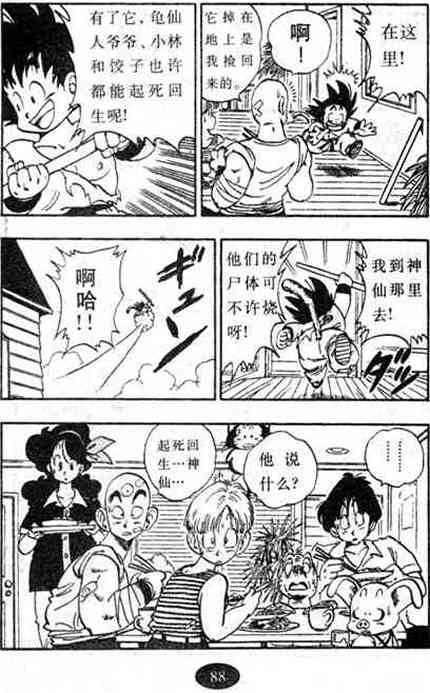 在这
里!
啊
!
它掉在
地上是
我捡回
来的。
有了它,龟仙
人爷爷、小林
和饺子也许
都能起死回
生呢!
我到神
仙那里
去!
他们的
尸体可
不许烧
呀!
ダッ
啊
哈
!!
ギュン
……
他说
什么?
起死回
生…神
仙…
88